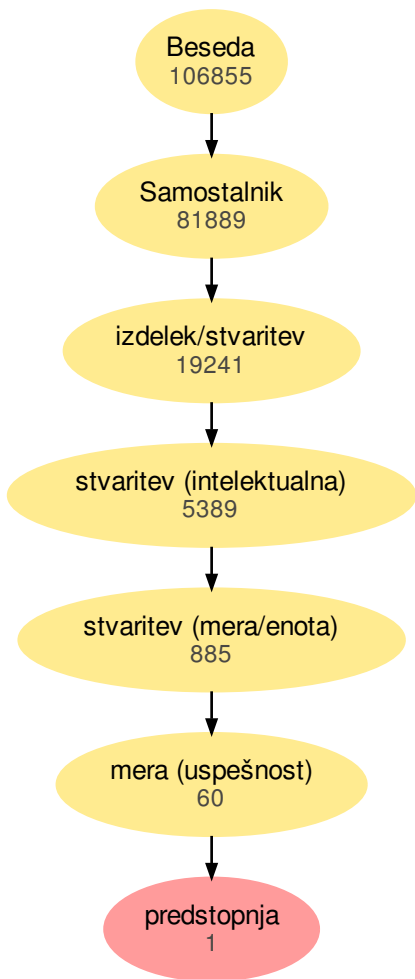 Beseda
106855
Samostalnik
81889
izdelek/stvaritev
19241
stvaritev (intelektualna)
5389
stvaritev (mera/enota)
885
mera (uspešnost)
60
predstopnja
1